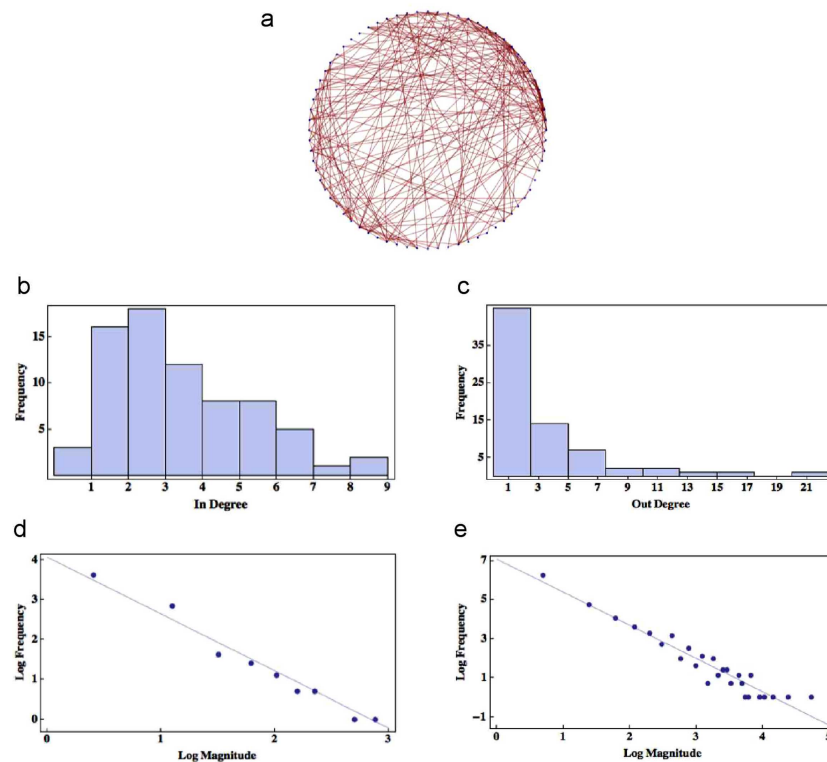 a
b
c
15
10
5
Frequency
1 2 3 4 5 6 7 8 9
In Degree
35
25
15
5
Frequency
1 3 5 7 9 11 13 15 17 19 21
Out Degree
d
e
4
3
2
1
0
Log Frequency
0 1 2 3
Log Magnitude
7
5
3
1
−1
Log Frequency
0 1 2 3 4 5
Log Magnitude